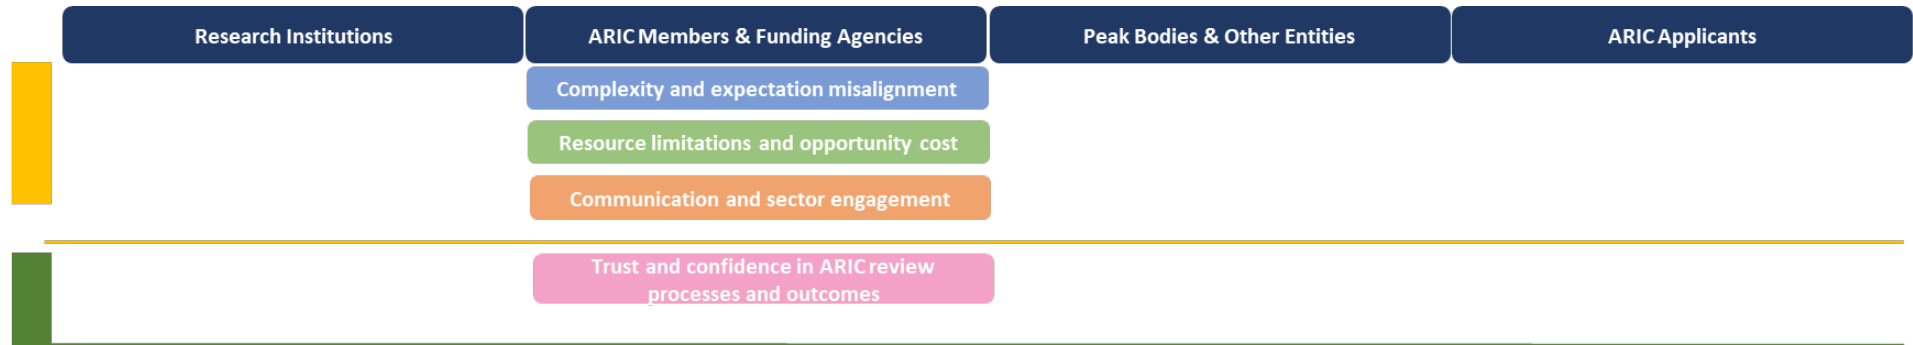 Research Institutions
ARIC Members & Funding Agencies
Peak Bodies & Other Entities
ARIC Applicants
Complexity and expectation misalignment
Resource limitations and opportunity cost
Communication and sector engagement
Trust and confidence in ARIC review
processes and outcomes